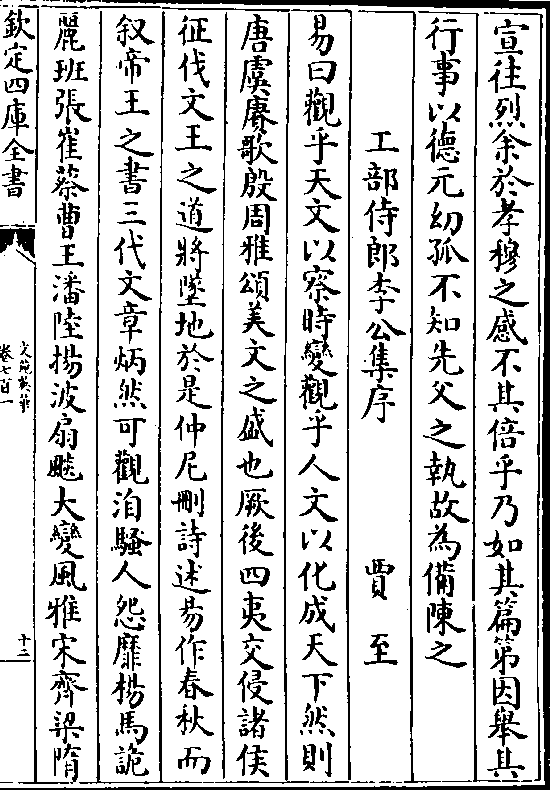 宣往烈余於孝穆之感不其倍乎乃如其篇第因舉其
行事以德元幼孤不知先父之執故為備陳之
工部侍郎李公集序 賈至
易曰觀乎天文以察時變觀乎人文以化成天下然則
唐虞賡歌殷周雅頌美文之盛也厥後四夷交侵諸侯
征伐文王之道將墜地於是仲尼刪詩述易作春秋而
叙帝王之書三代文章炳然可觀洎騷人怨靡楊馬詭
麗班張崔蔡曹王潘陸揚波扇飈大變風雅宋齊梁隋
欽定四庫全書
文苑英華
卷七百一
十二